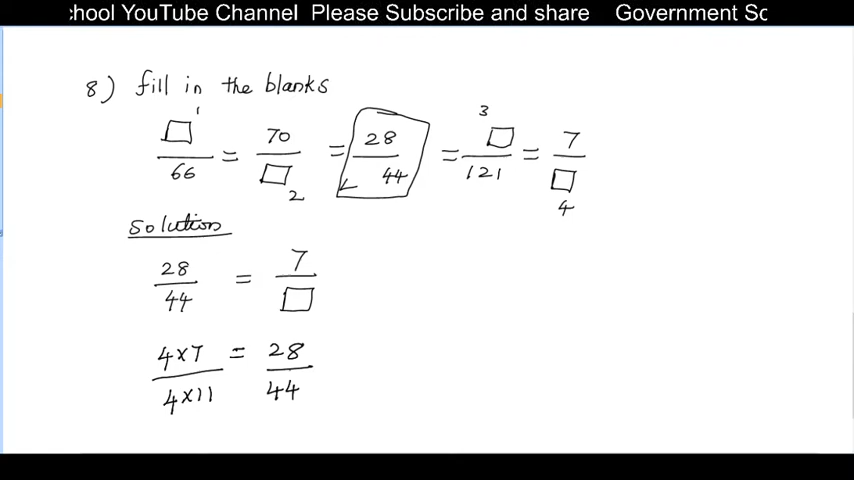 chool YouTube Channel  Please Subscribe and share    Government Sc
8) fill in the blanks
□/66 ¹ = 70/□ ₂ = 28/44 = ³ □/121 = 7/□ ₄
Solution
28/44 = 7/□
4×7/4×11 = 28/44